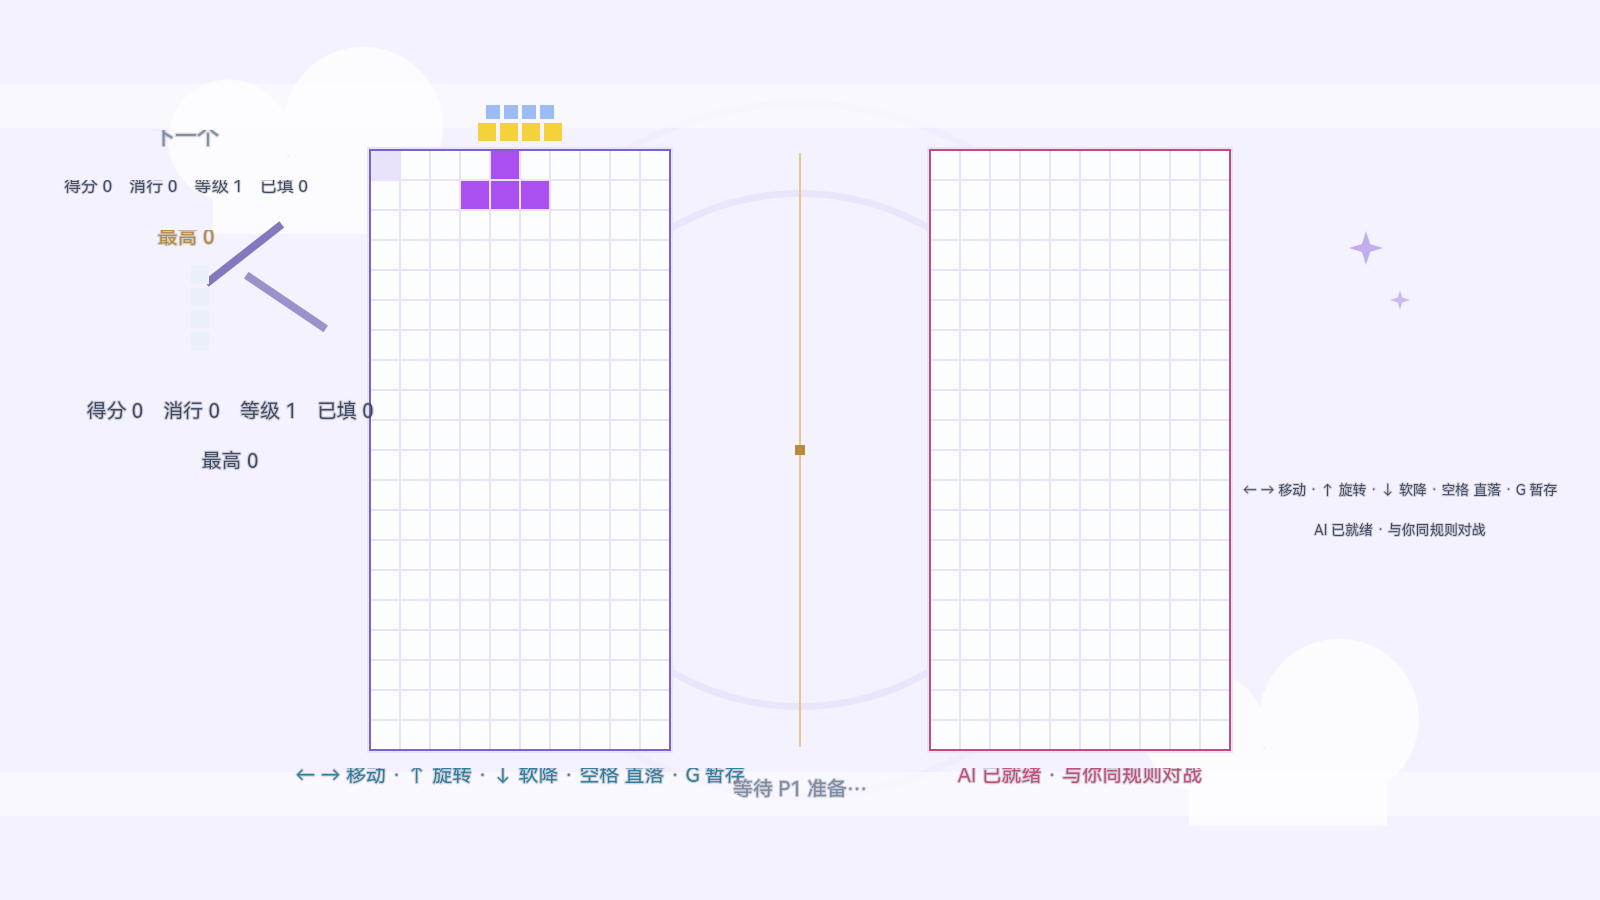 下一个
得分 0 消行 0 等级 1 已填 0
最高 0
得分 0 消行 0 等级 1 已填 0
最高 0
←→ 移动 · ↑ 旋转 · ↓ 软降 · 空格 直落 · G 暂存
AI 已就绪 · 与你同规则对战
←→ 移动 · ↑ 旋转 · ↓ 软降 · 空格 直落 · G 暂存
等待 P1 准备…
AI 已就绪 · 与你同规则对战